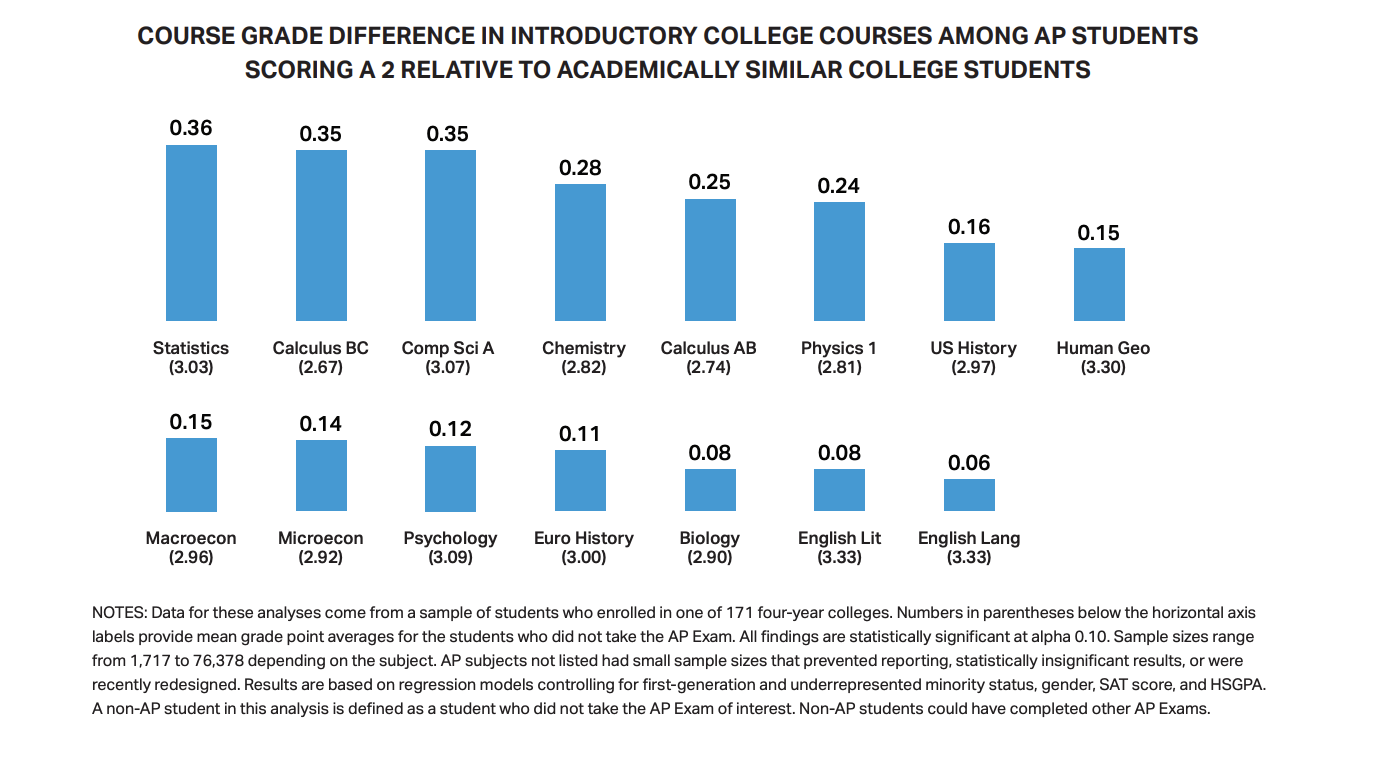 COURSE GRADE DIFFERENCE IN INTRODUCTORY COLLEGE COURSES AMONG AP STUDENTS
SCORING A 2 RELATIVE TO ACADEMICALLY SIMILAR COLLEGE STUDENTS
0.36 0.35 0.35 0.28 0.25 0.24 0.16 0.15
Statistics Calculus BC Comp Sci A Chemistry Calculus AB Physics 1 US History Human Geo
(3.03) (2.67) (3.07) (2.82) (2.74) (2.81) (2.97) (3.30)
0.15 0.14 0.12 0.11 0.08 0.08 0.06
Macroecon Microecon Psychology Euro History Biology English Lit English Lang
(2.96) (2.92) (3.09) (3.00) (2.90) (3.33) (3.33)
NOTES: Data for these analyses come from a sample of students who enrolled in one of 171 four-year colleges. Numbers in parentheses below the horizontal axis
labels provide mean grade point averages for the students who did not take the AP Exam. All findings are statistically significant at alpha 0.10. Sample sizes range
from 1,717 to 76,378 depending on the subject. AP subjects not listed had small sample sizes that prevented reporting, statistically insignificant results, or were
recently redesigned. Results are based on regression models controlling for first-generation and underrepresented minority status, gender, SAT score, and HSGPA.
A non-AP student in this analysis is defined as a student who did not take the AP Exam of interest. Non-AP students could have completed other AP Exams.